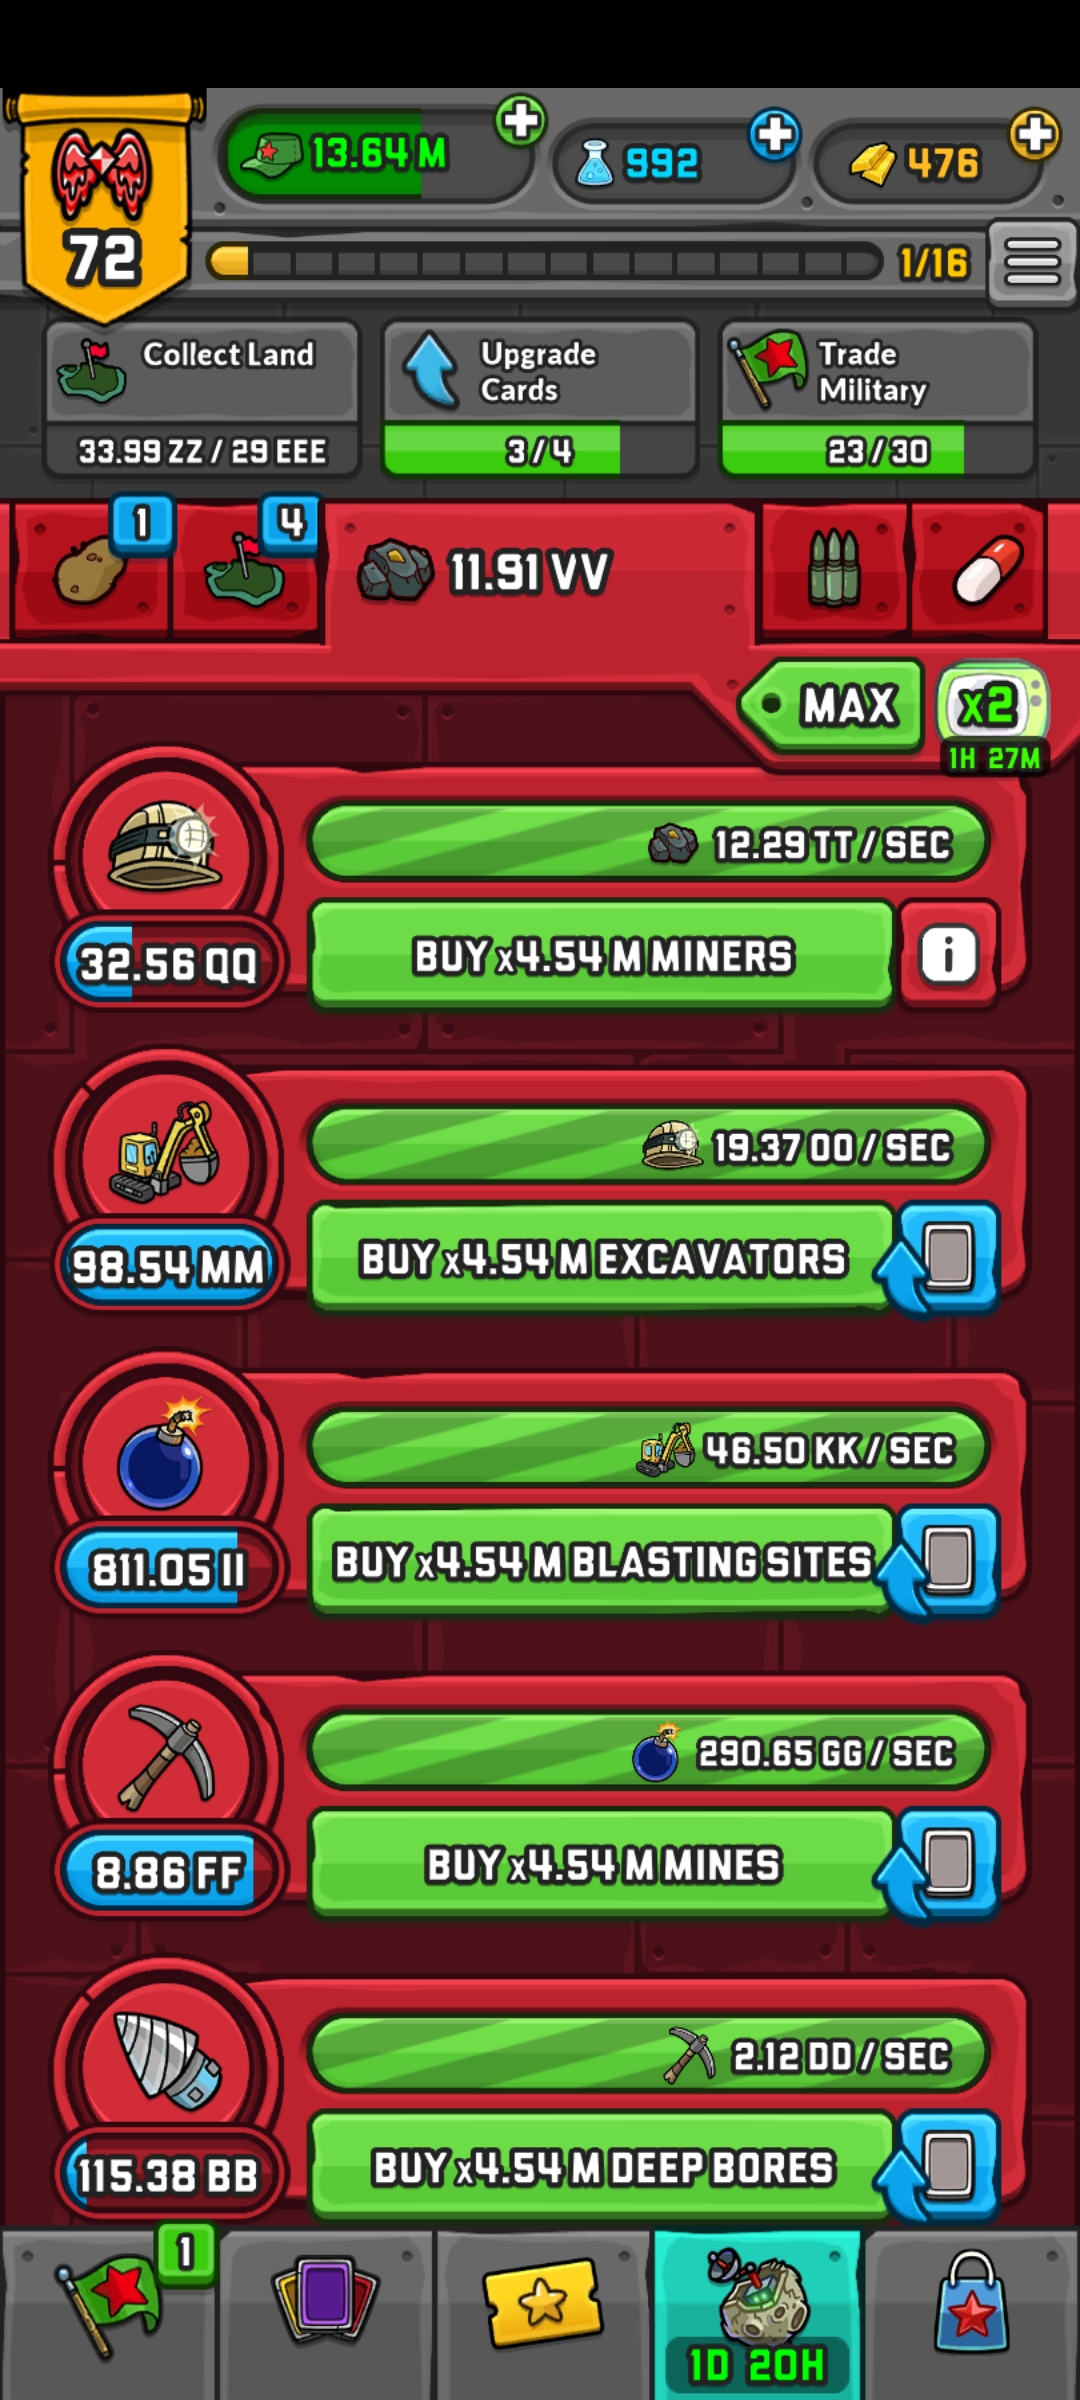 13.64 M
992
476
72
1/16
Collect Land
33.99 ZZ / 29 EEE
Upgrade
Cards
3/4
Trade
Military
23/30
1
4
11.91 VV
MAX
x2
1H 27M
12.29 TT / SEC
32.56 QQ
BUY x4.54 M MINERS
i
19.37 OO / SEC
98.54 MM
BUY x4.54 M EXCAVATORS
46.50 KK / SEC
811.05 II
BUY x4.54 M BLASTING SITES
290.65 GG / SEC
8.86 FF
BUY x4.54 M MINES
2.12 DD / SEC
115.38 BB
BUY x4.54 M DEEP BORES
1
1D 20H